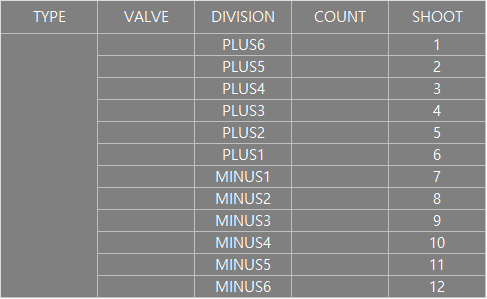 TYPE VALVE DIVISION COUNT SHOOT
PLUS6 1
PLUS5 2
PLUS4 3
PLUS3 4
PLUS2 5
PLUS1 6
MINUS1 7
MINUS2 8
MINUS3 9
MINUS4 10
MINUS5 11
MINUS6 12